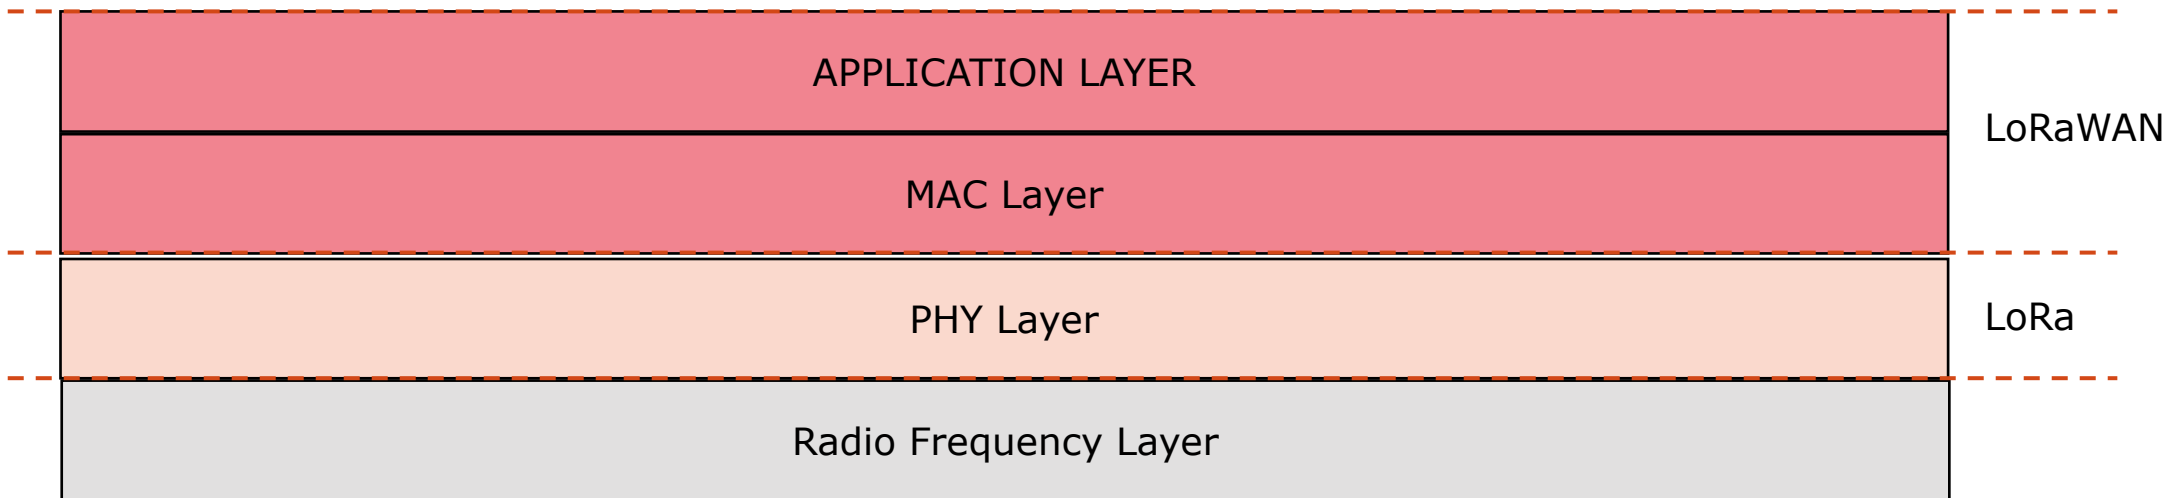 APPLICATION LAYER
LoRaWAN
MAC Layer
PHY Layer
LoRa
Radio Frequency Layer